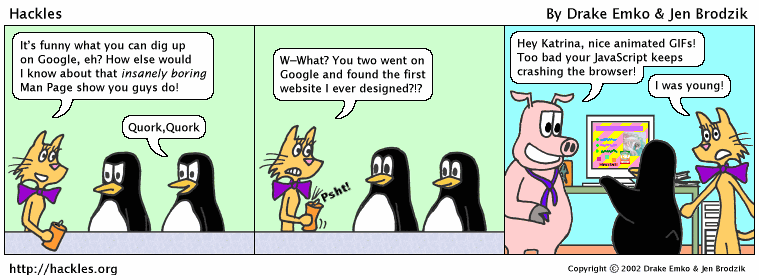 Hackles
By Drake Emko & Jen Brodzik
It's funny what you can dig up
on Google, eh? How else would
I know about that insanely boring
Man Page show you guys do!
Quork,Quork
W-What? You two went on
Google and found the first
website I ever designed?!?
Psht!
Hey Katrina, nice animated GIFs!
Too bad your JavaScript keeps
crashing the browser!
I was young!
http://hackles.org
Copyright © 2002 Drake Emko & Jen Brodzik